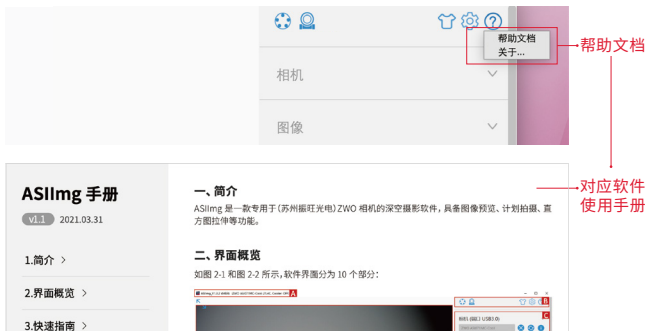 帮助文档
关于...
帮助文档
相机
图像
ASIImg 手册
v1.1 2021.03.31
1.简介 >
2.界面概览 >
3.快速指南 >
一、简介
ASIImg 是一款专用于(苏州振旺光电)ZWO 相机的深空摄影软件，具备图像预览、计划拍摄、直
方图拉伸等功能。
二、界面概览
如图 2-1 和图 2-2 所示，软件界面分为 10 个部分：
A
B
C
对应软件
使用手册